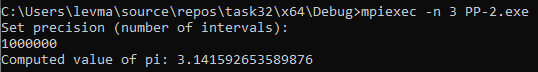 C:\Users\levma\source\repos\task32\x64\Debug>mpiexec -n 3 PP-2.exe
Set precision (number of intervals):
1000000
Computed value of pi: 3.141592653589876